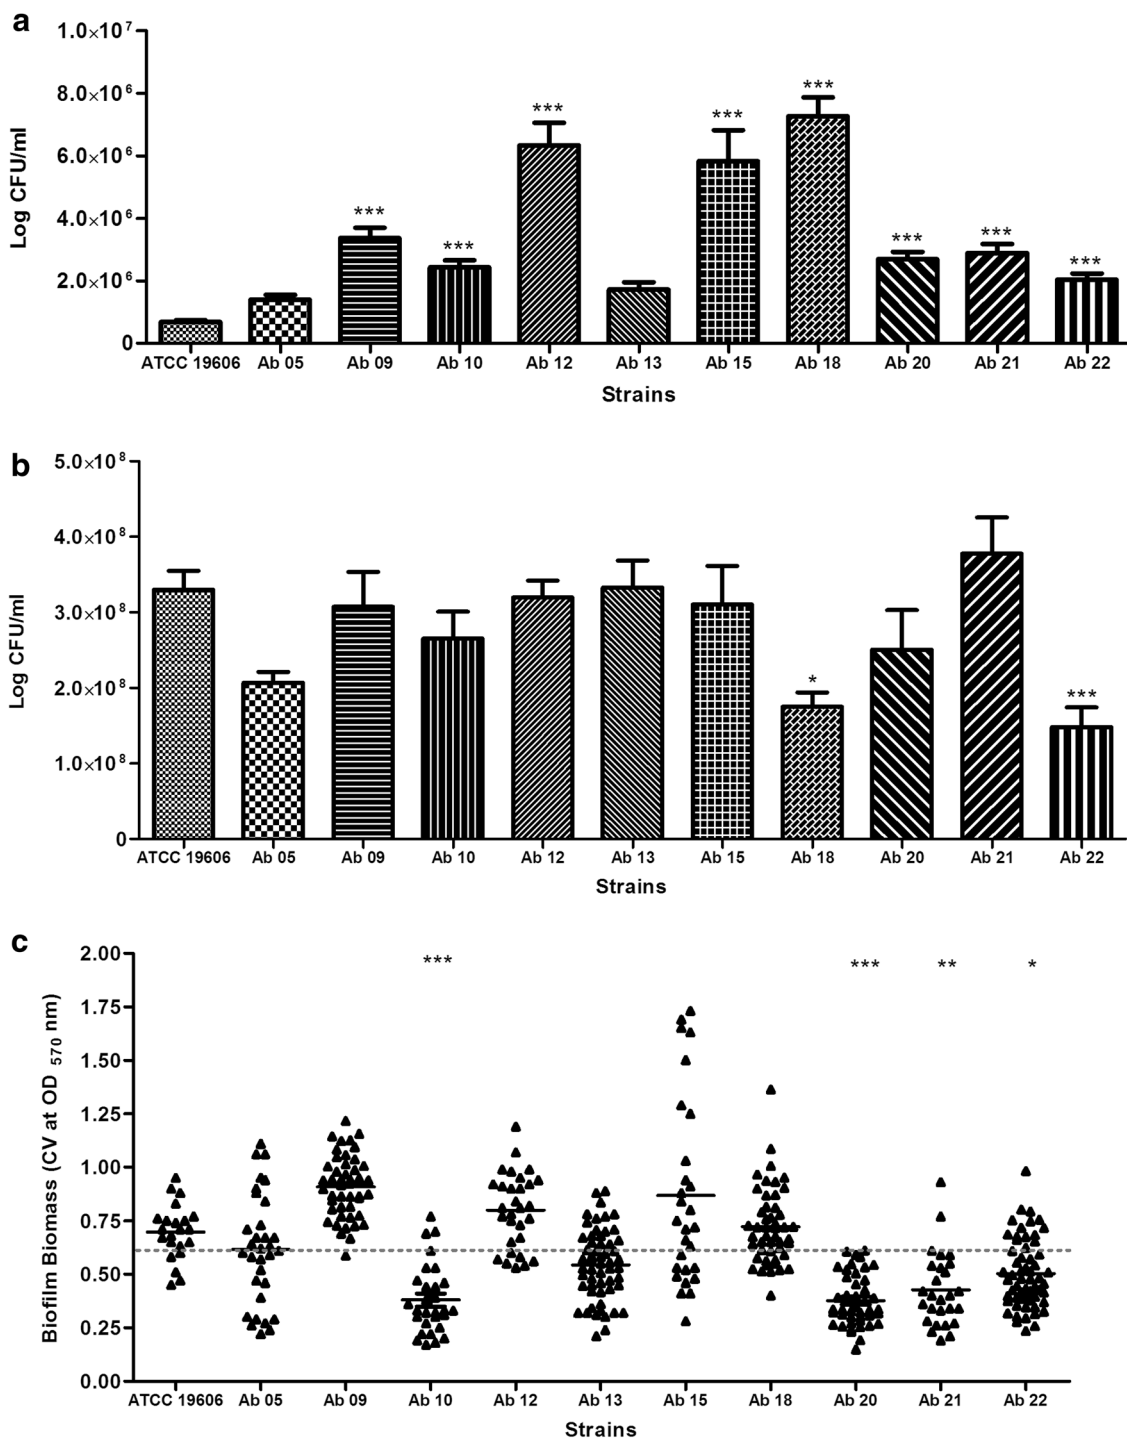 a
1.0×10⁷
8.0×10⁶
6.0×10⁶
4.0×10⁶
2.0×10⁶
0
Log CFU/ml
*** *** *** *** *** *** *** ***
ATCC 19606 Ab 05 Ab 09 Ab 10 Ab 12 Ab 13 Ab 15 Ab 18 Ab 20 Ab 21 Ab 22
Strains
b
5.0×10⁸
4.0×10⁸
3.0×10⁸
2.0×10⁸
1.0×10⁸
0
Log CFU/ml
* ***
ATCC 19606 Ab 05 Ab 09 Ab 10 Ab 12 Ab 13 Ab 15 Ab 18 Ab 20 Ab 21 Ab 22
Strains
c
2.00
1.75
1.50
1.25
1.00
0.75
0.50
0.25
0.00
Biofilm Biomass (CV at OD 570 nm)
*** *** ** *
ATCC 19606 Ab 05 Ab 09 Ab 10 Ab 12 Ab 13 Ab 15 Ab 18 Ab 20 Ab 21 Ab 22
Strains